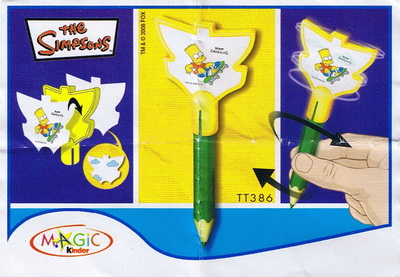 THE
SIMPSONS
TM & © 2008 FOX
TT386
MAGiC
Kinder